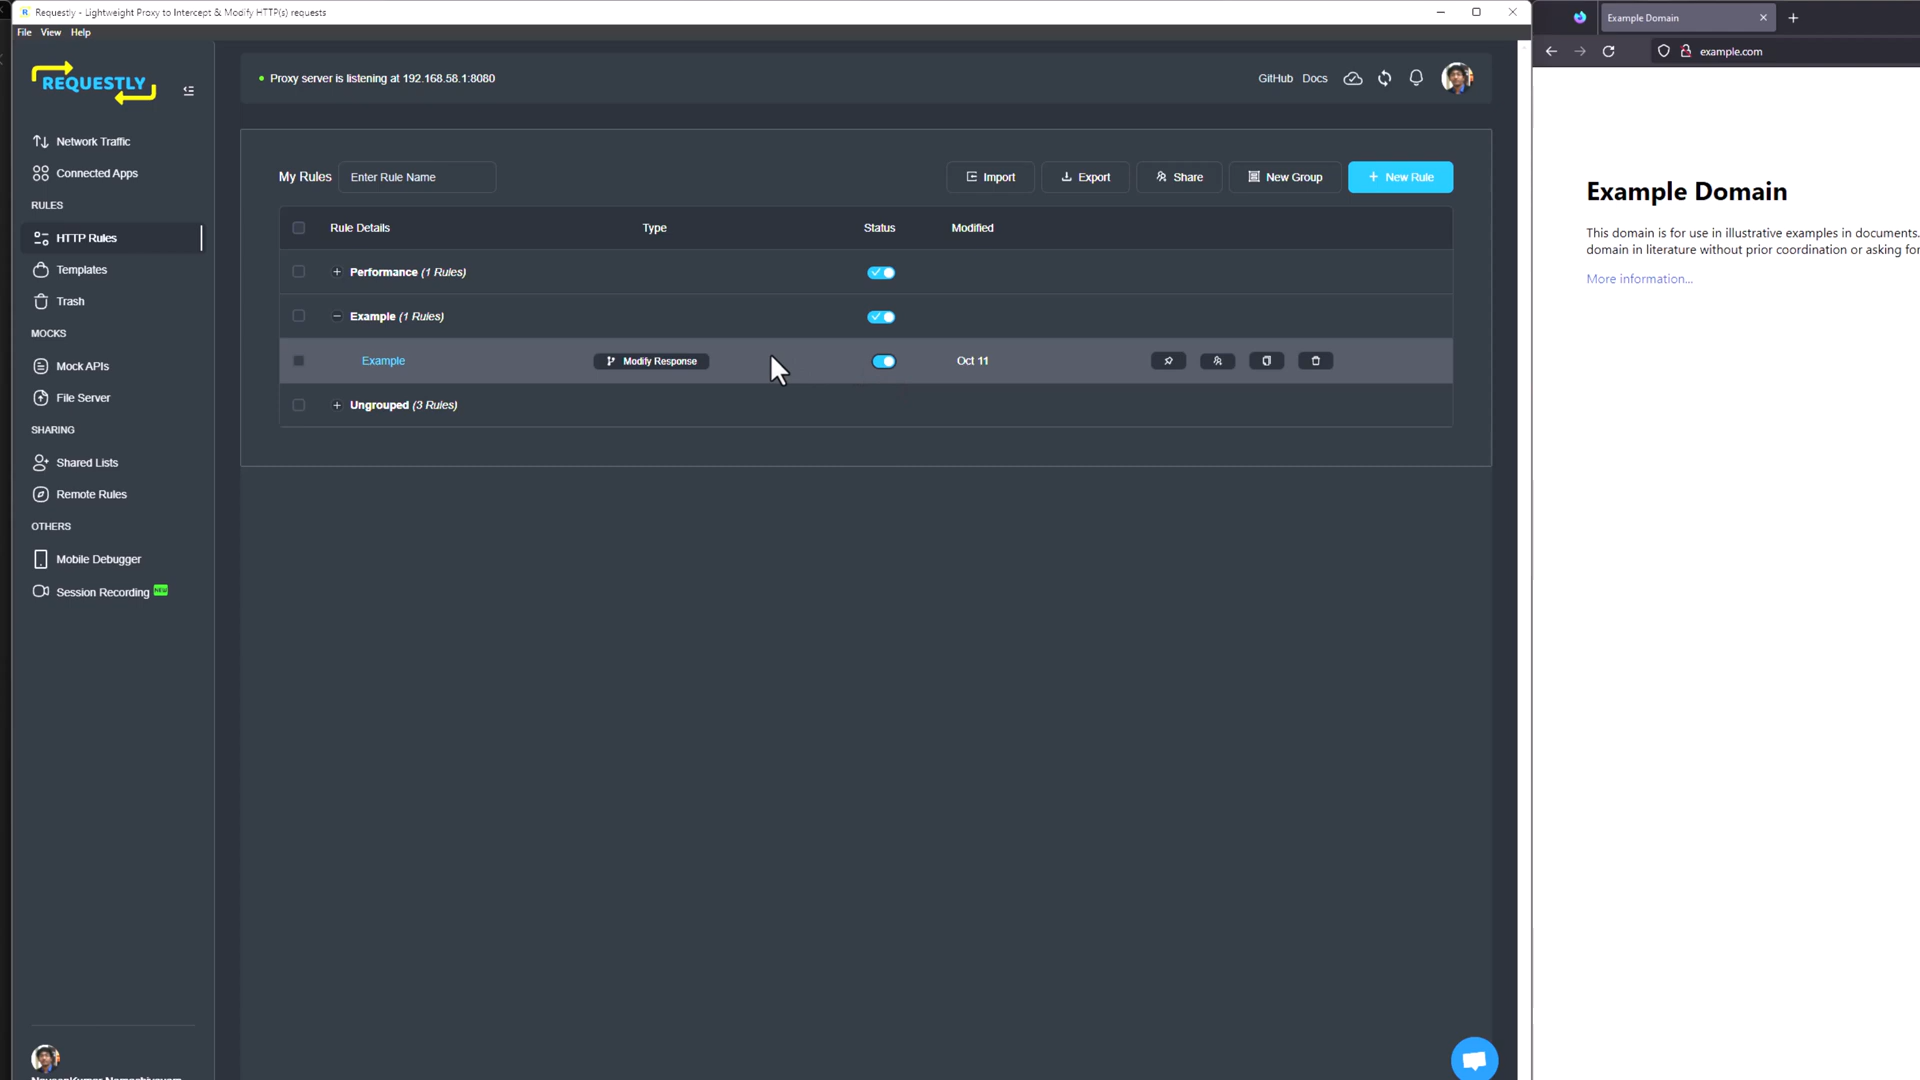 Requestly - Lightweight Proxy to Intercept & Modify HTTP(s) requests
File View Help
REQUESTLY
Proxy server is listening at 192.168.58.1:8080
GitHub Docs
Network Traffic
Connected Apps
RULES
HTTP Rules
Templates
Trash
MOCKS
Mock APIs
File Server
SHARING
Shared Lists
Remote Rules
OTHERS
Mobile Debugger
Session Recording NEW
My Rules Enter Rule Name Import Export Share New Group + New Rule
Rule Details Type Status Modified
Performance (1 Rules)
Example (1 Rules)
Example Modify Response Oct 11
Ungrouped (3 Rules)
Example Domain
example.com
Example Domain
This domain is for use in illustrative examples in documents.
domain in literature without prior coordination or asking for
More information...